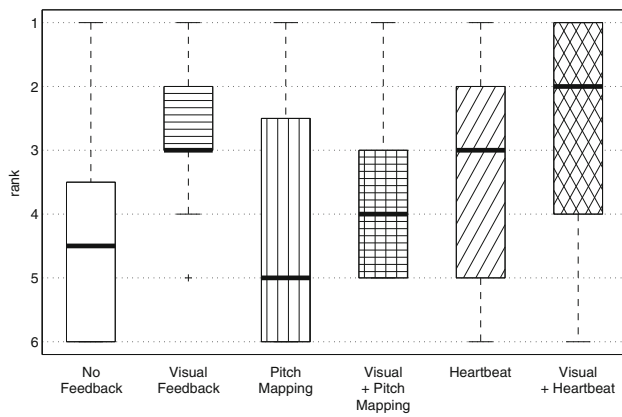 1
2
3
4
5
6
rank
No
Feedback
Visual
Feedback
Pitch
Mapping
Visual
+ Pitch
Mapping
Heartbeat
Visual
+ Heartbeat